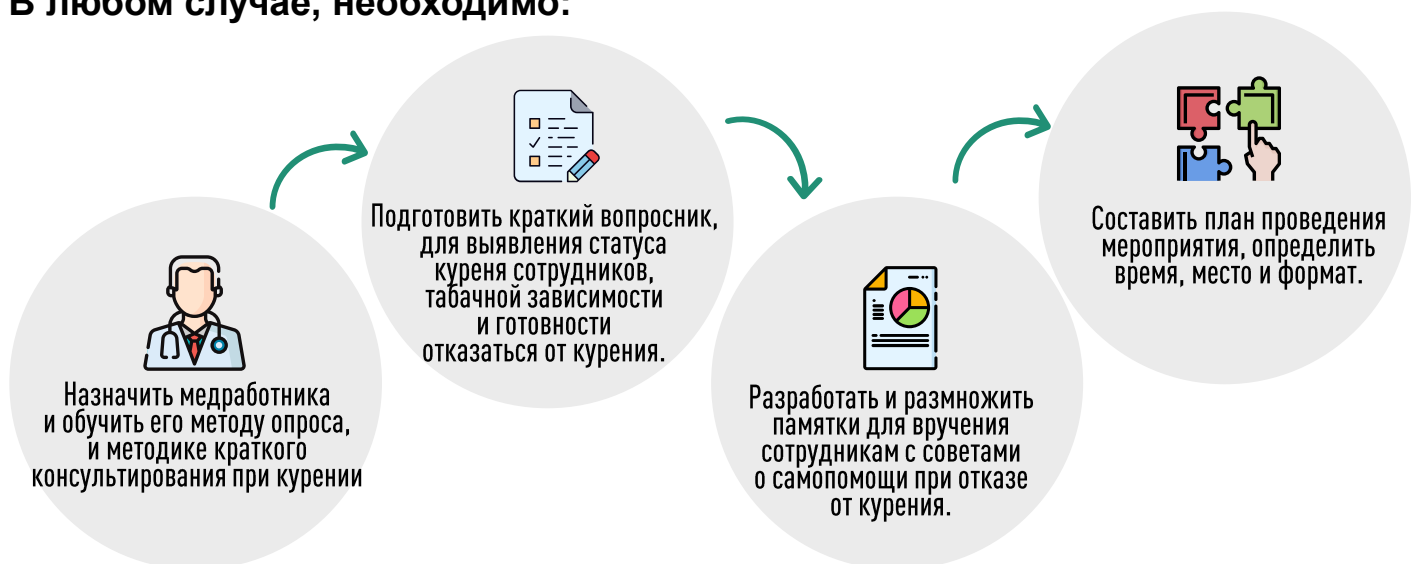 В любом случае, необходимо:
Назначить медработника
и обучить его методу опроса,
и методике краткого
консультирования при курении
Подготовить краткий вопросник,
для выявления статуса
куреня сотрудников,
табачной зависимости
и готовности
отказаться от курения.
Разработать и размножить
памятки для вручения
сотрудникам с советами
о самопомощи при отказе
от курения.
Составить план проведения
мероприятия, определить
время, место и формат.